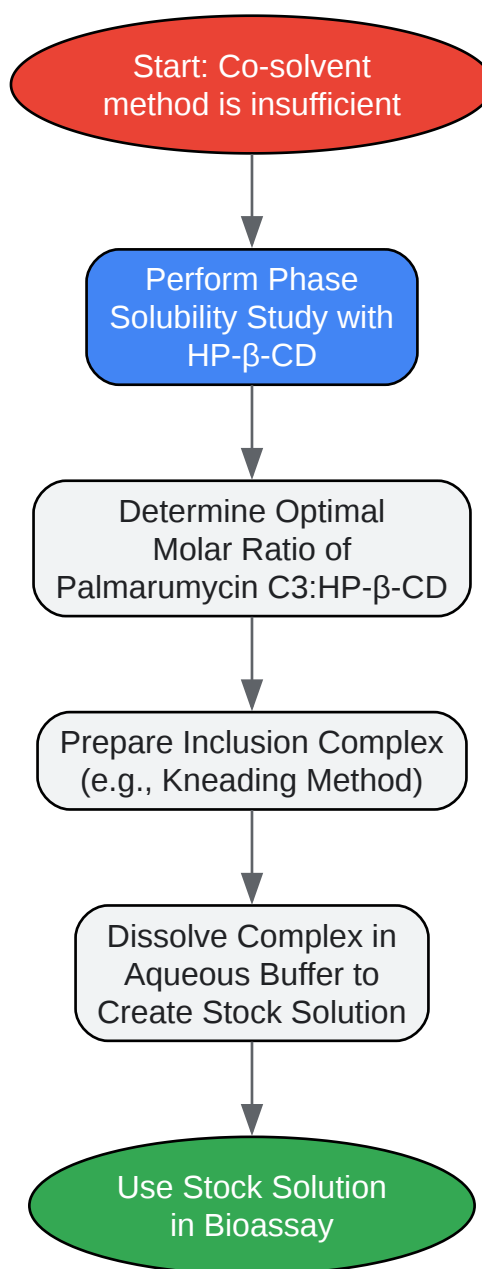 Start: Co-solvent
method is insufficient
Perform Phase
Solubility Study with
HP-β-CD
Determine Optimal
Molar Ratio of
Palmarumycin C3:HP-β-CD
Prepare Inclusion Complex
(e.g., Kneading Method)
Dissolve Complex in
Aqueous Buffer to
Create Stock Solution
Use Stock Solution
in Bioassay